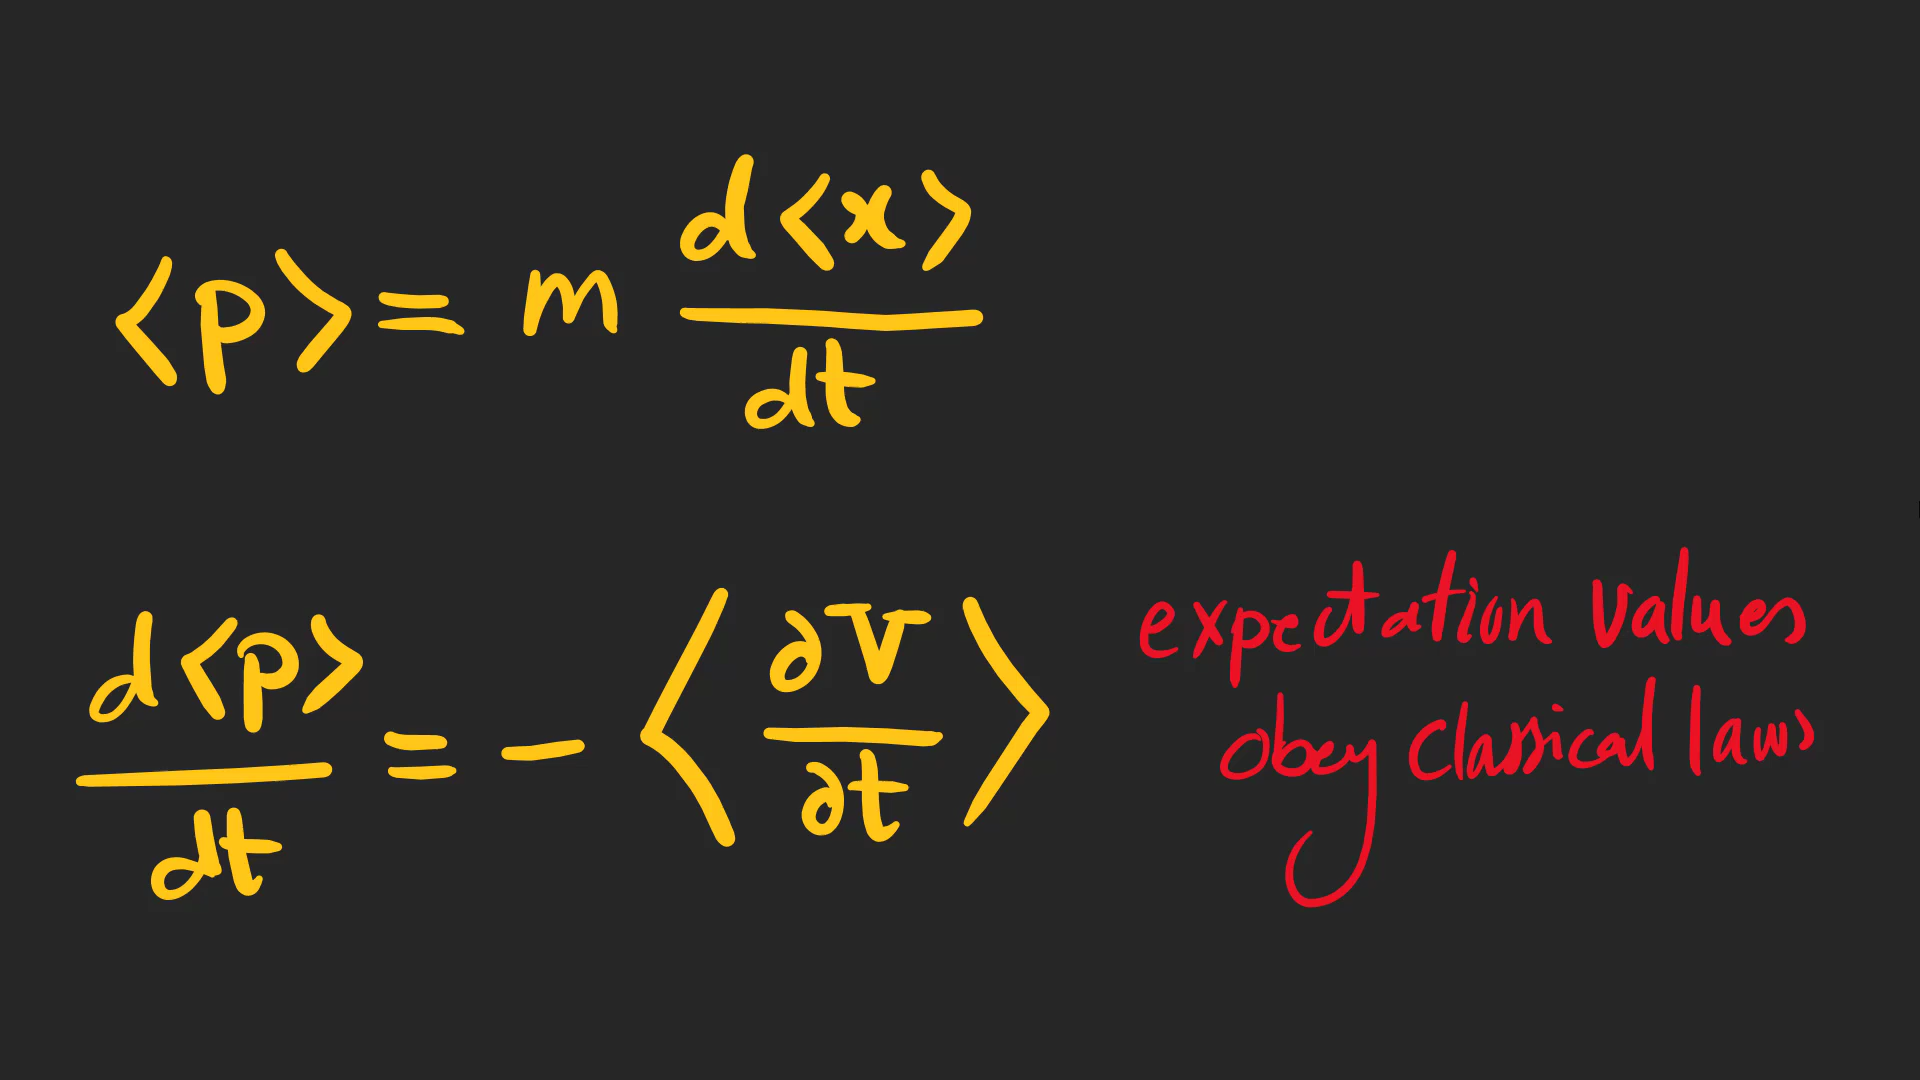 ⟨p⟩ = m d⟨x⟩/dt
d⟨p⟩/dt = - ⟨∂V/∂t⟩
expectation values
obey classical laws